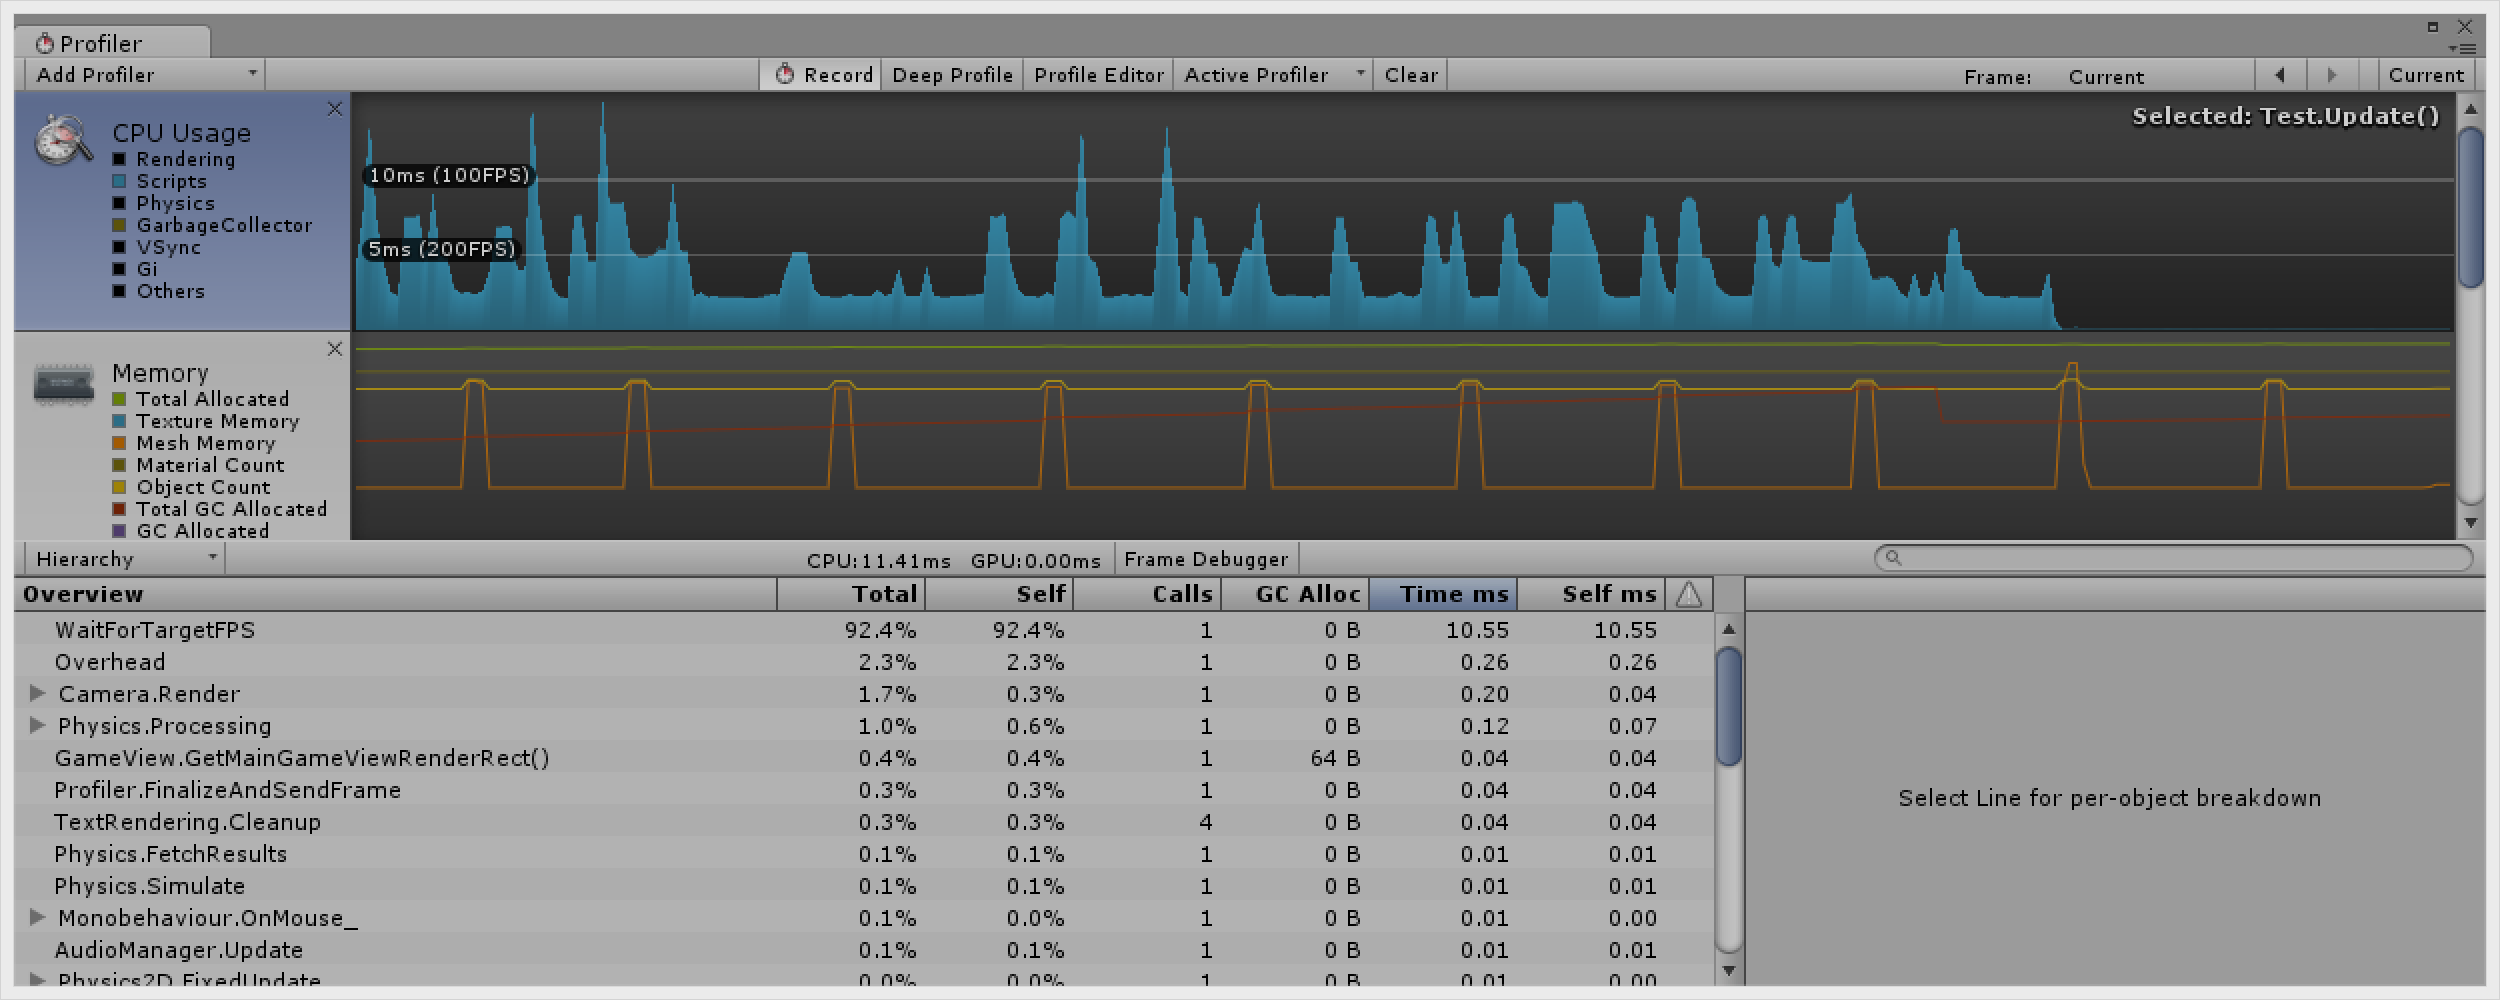 Profiler
Add Profiler Record Deep Profile Profile Editor Active Profiler Clear Frame: Current Current
Selected: Test.Update()
CPU Usage
Rendering
Scripts
Physics
GarbageCollector
VSync
Gi
Others
10ms (100FPS)
5ms (200FPS)
Memory
Total Allocated
Texture Memory
Mesh Memory
Material Count
Object Count
Total GC Allocated
GC Allocated
Hierarchy CPU:11.41ms GPU:0.00ms Frame Debugger
Overview Total Self Calls GC Alloc Time ms Self ms
WaitForTargetFPS 92.4% 92.4% 1 0 B 10.55 10.55
Overhead 2.3% 2.3% 1 0 B 0.26 0.26
Camera.Render 1.7% 0.3% 1 0 B 0.20 0.04
Physics.Processing 1.0% 0.6% 1 0 B 0.12 0.07
GameView.GetMainGameViewRenderRect() 0.4% 0.4% 1 64 B 0.04 0.04
Profiler.FinalizeAndSendFrame 0.3% 0.3% 1 0 B 0.04 0.04
TextRendering.Cleanup 0.3% 0.3% 4 0 B 0.04 0.04
Physics.FetchResults 0.1% 0.1% 1 0 B 0.01 0.01
Physics.Simulate 0.1% 0.1% 1 0 B 0.01 0.01
Monobehaviour.OnMouse_ 0.1% 0.0% 1 0 B 0.01 0.00
AudioManager.Update 0.1% 0.1% 1 0 B 0.01 0.01
Physics2D.FixedUpdate 0.0% 0.0% 1 0 B 0.01 0.00
Select Line for per-object breakdown